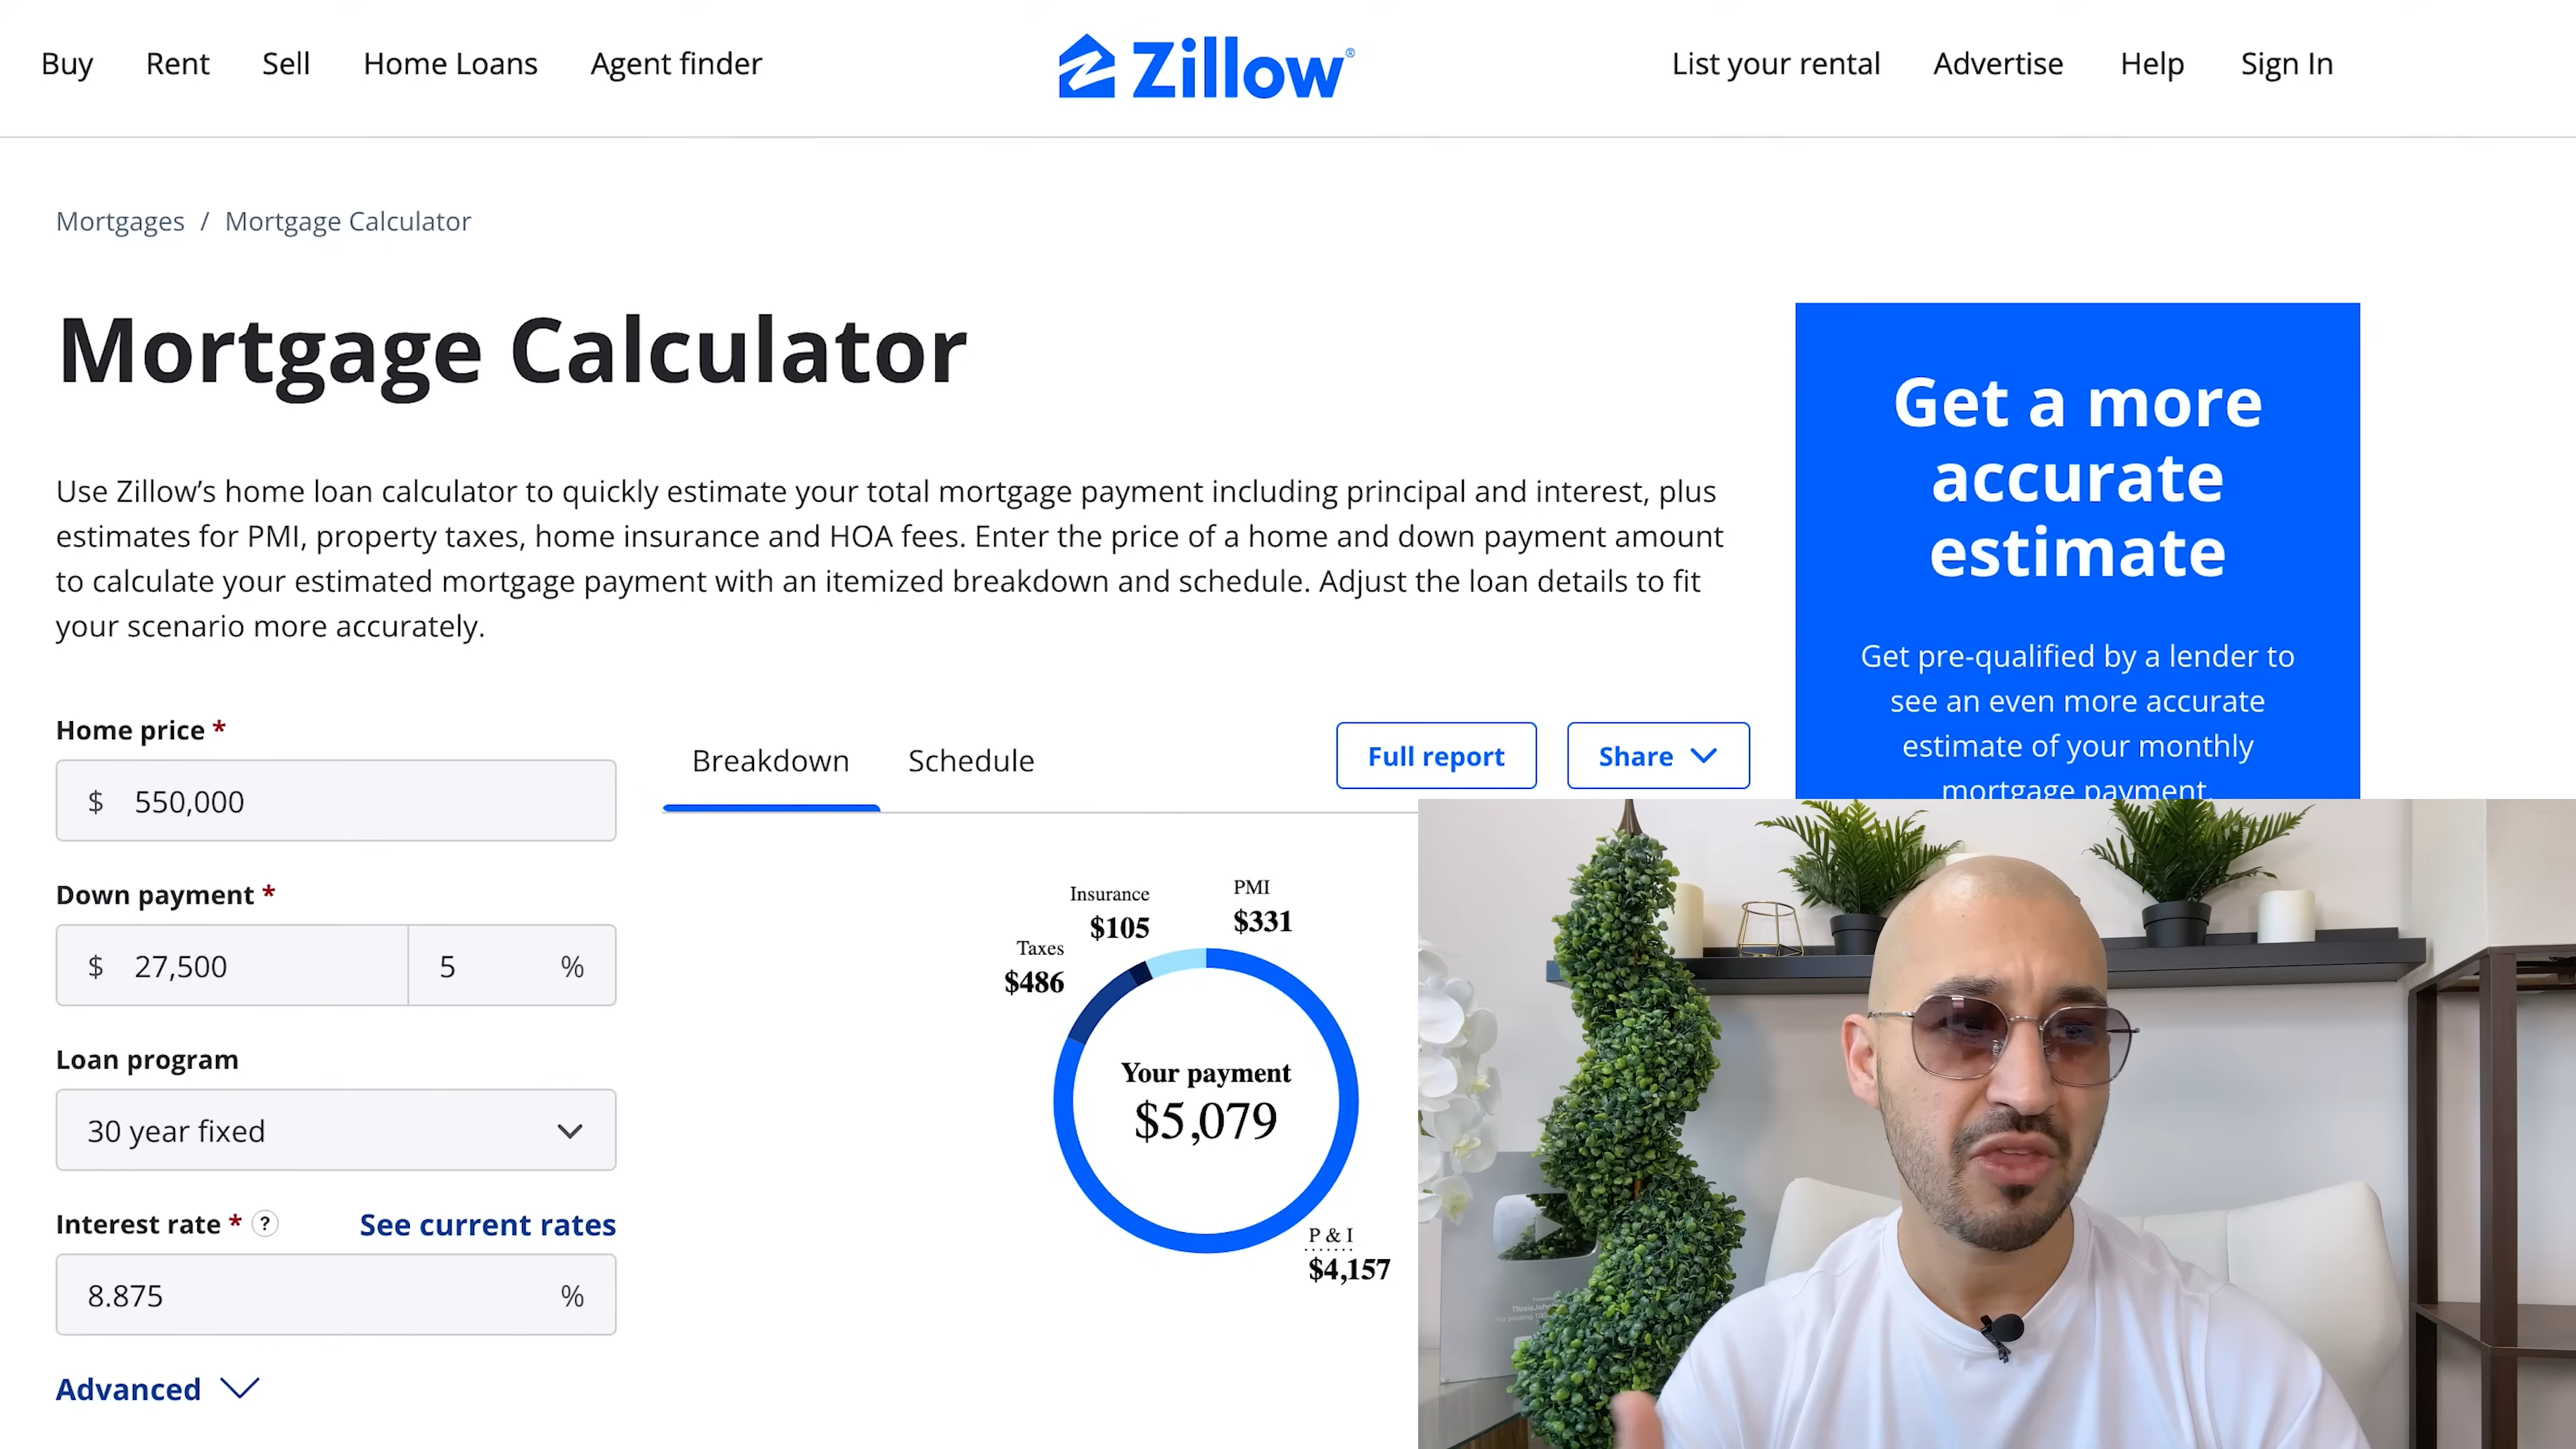 Buy Rent Sell Home Loans Agent finder
Zillow®
List your rental Advertise Help Sign In
Mortgages / Mortgage Calculator
Mortgage Calculator
Use Zillow’s home loan calculator to quickly estimate your total mortgage payment including principal and interest, plus
estimates for PMI, property taxes, home insurance and HOA fees. Enter the price of a home and down payment amount
to calculate your estimated mortgage payment with an itemized breakdown and schedule. Adjust the loan details to fit
your scenario more accurately.
Get a more
accurate
estimate
Get pre-qualified by a lender to
see an even more accurate
estimate of your monthly
mortgage payment.
Home price *
$ 550,000
Down payment *
$ 27,500 5 %
Loan program
30 year fixed
Interest rate * ? See current rates
8.875 %
Advanced
Breakdown Schedule
Full report Share
Insurance
$105
PMI
$331
Taxes
$486
Your payment
$5,079
P & I
$4,157